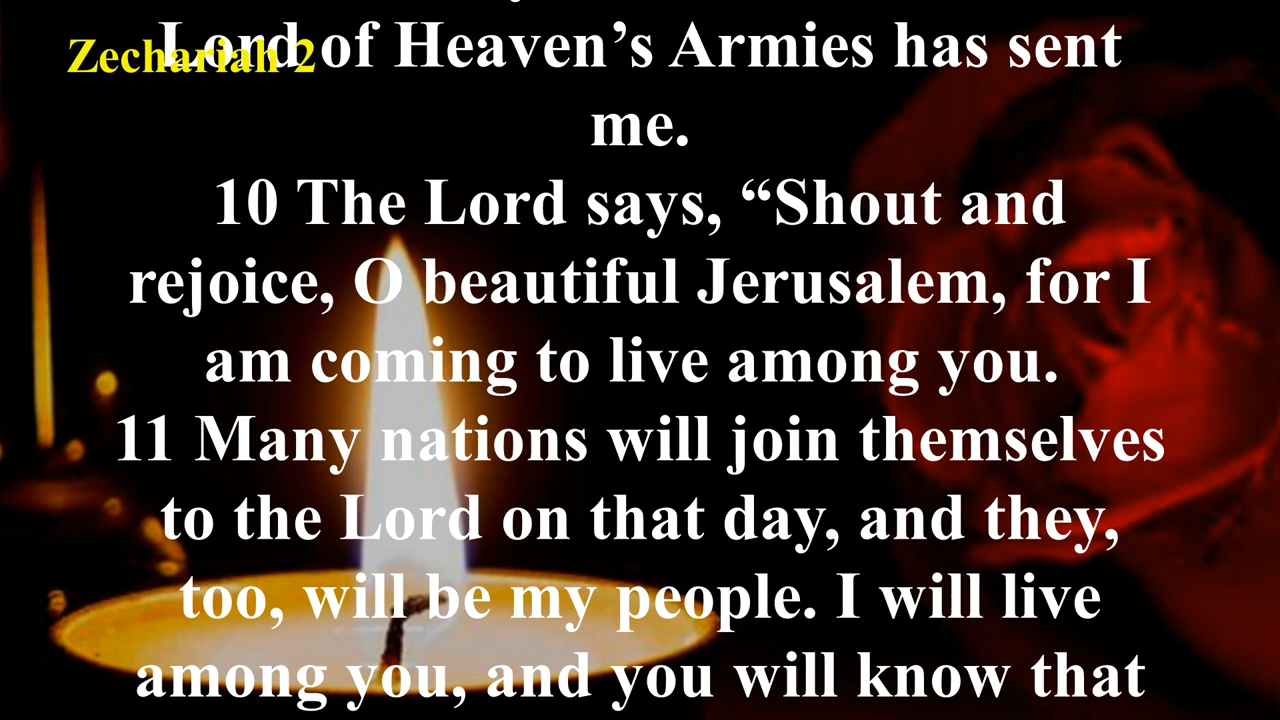 Zechariah 2
Lord of Heaven’s Armies has sent
me.
10 The Lord says, “Shout and
rejoice, O beautiful Jerusalem, for I
am coming to live among you.
11 Many nations will join themselves
to the Lord on that day, and they,
too, will be my people. I will live
among you, and you will know that